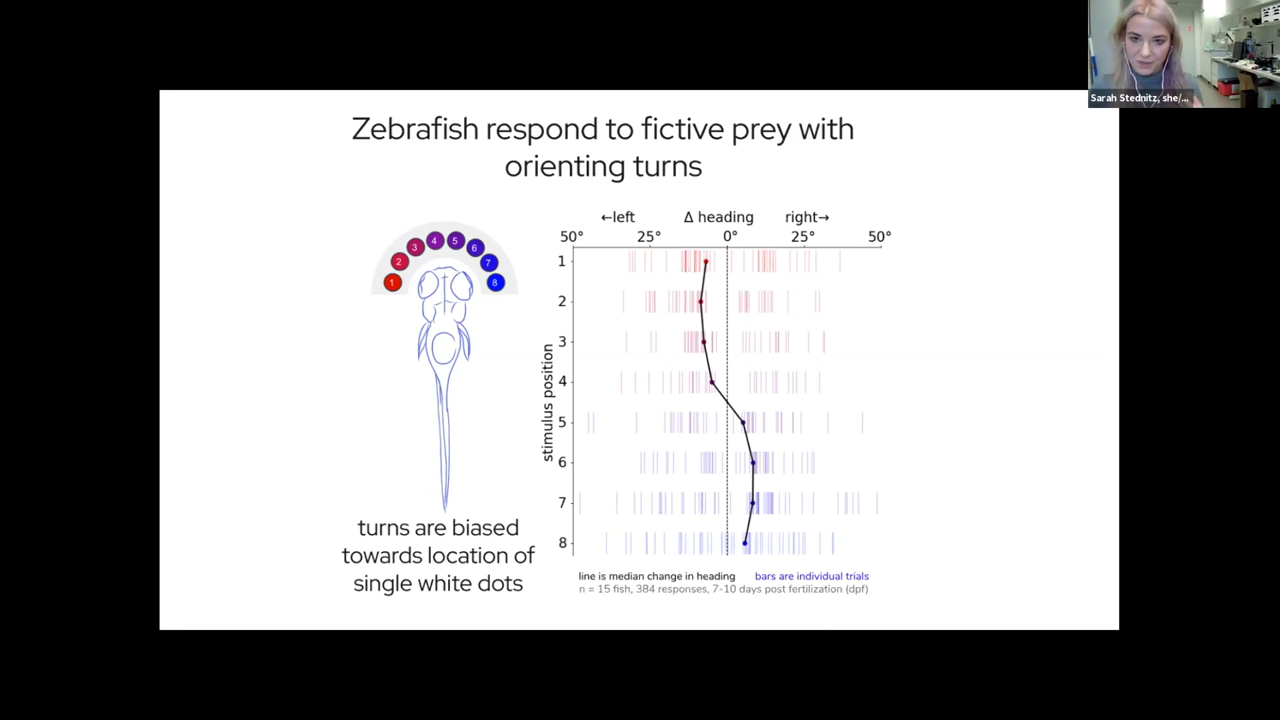 Sarah Stednitz, she/...
Zebrafish respond to fictive prey with
orienting turns
←left Δ heading right→
50° 25° 0° 25° 50°
1
2
3
4
5
6
7
8
stimulus position
1
2
3
4
5
6
7
8
turns are biased
towards location of
single white dots
line is median change in heading bars are individual trials
n = 15 fish, 384 responses, 7-10 days post fertilization (dpf)